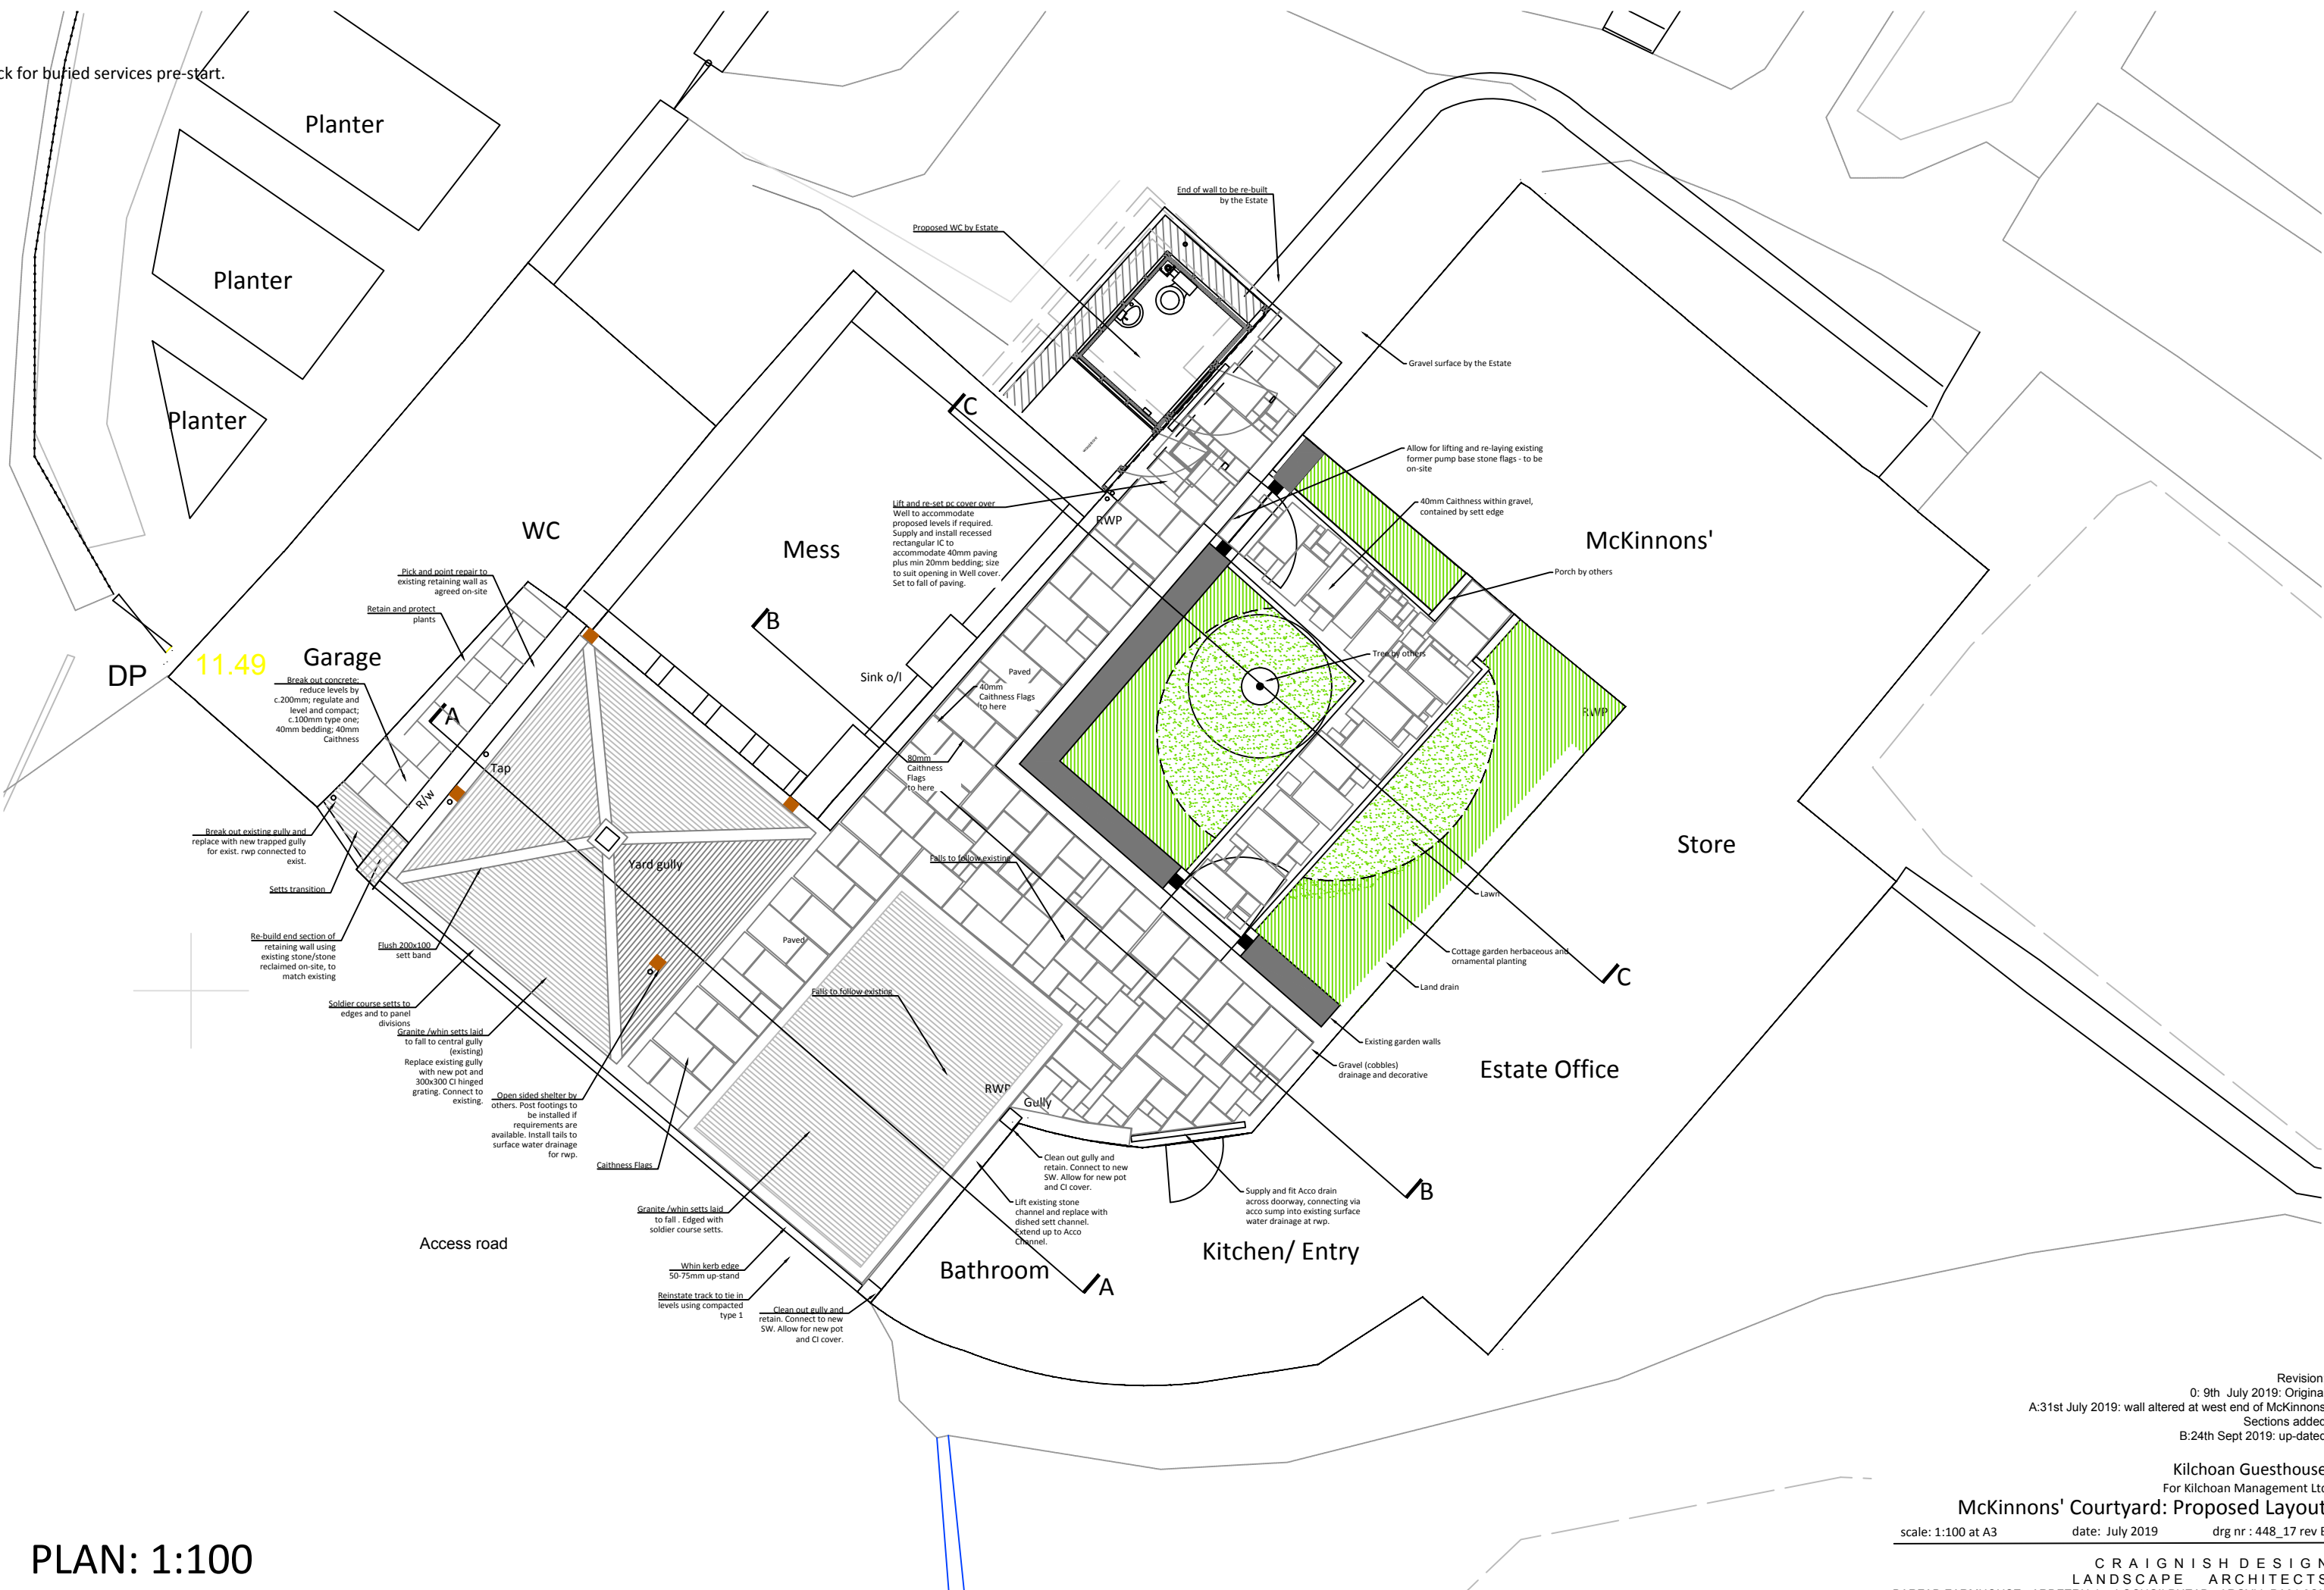 ck for buried services pre-start.
Planter
Planter
Planter
End of wall to be re-built
by the Estate
Proposed WC by Estate
Gravel surface by the Estate
C
Allow for lifting and re-laying existing
former pump base stone flags - to be
on-site
40mm Caithness within gravel,
contained by sett edge
Lift and re-set pc cover over
Well to accommodate
proposed levels if required.
Supply and install recessed
rectangular IC to
accommodate 40mm paving
plus min 20mm bedding; size
to suit opening in Well cover.
Set to fall of paving.
RWP
WC
Mess
McKinnons'
Porch by others
Pick and point repair to
existing retaining wall as
agreed on-site
Retain and protect
plants
B
Tree by others
DP
11.49
Garage
Break out concrete;
reduce levels by
c.200mm; regulate and
level and compact;
c.100mm type one;
40mm bedding; 40mm
Caithness
A
Sink o/l
Paved
40mm
Caithness Flags
to here
RWP
Tap
R/w
80mm
Caithness
Flags
to here
Break out existing gully and
replace with new trapped gully
for exist. rwp connected to
exist.
Yard gully
Falls to follow existing
Store
Setts transition
Lawn
Re-build end section of
retaining wall using
existing stone/stone
reclaimed on-site, to
match existing
Flush 200x100
sett band
Paved
Cottage garden herbaceous and
ornamental planting
C
Land drain
Falls to follow existing
Soldier course setts to
edges and to panel
divisions
Granite /whin setts laid
to fall to central gully
(existing)
Replace existing gully
with new pot and
300x300 CI hinged
grating. Connect to
existing.
Existing garden walls
Gravel (cobbles)
drainage and decorative
Estate Office
Open sided shelter by
others. Post footings to
be installed if
requirements are
available. Install tails to
surface water drainage
for rwp.
RWP
Gully
Caithness Flags
Clean out gully and
retain. Connect to new
SW. Allow for new pot
and CI cover.
Lift existing stone
channel and replace with
dished sett channel.
Extend up to Acco
Channel.
Supply and fit Acco drain
across doorway, connecting via
acco sump into existing surface
water drainage at rwp.
B
Granite /whin setts laid
to fall . Edged with
soldier course setts.
Access road
Kitchen/ Entry
Bathroom
A
Whin kerb edge
50-75mm up-stand
Reinstate track to tie in
levels using compacted
type 1
Clean out gully and
retain. Connect to new
SW. Allow for new pot
and CI cover.
Revision
0: 9th July 2019: Origina
A:31st July 2019: wall altered at west end of McKinnons
Sections added
B:24th Sept 2019: up-dated
Kilchoan Guesthouse
For Kilchoan Management Ltd
McKinnons' Courtyard: Proposed Layout
scale: 1:100 at A3 date: July 2019 drg nr : 448_17 rev B
CRAIGNISH DESIGN
LANDSCAPE ARCHITECTS
PLAN: 1:100